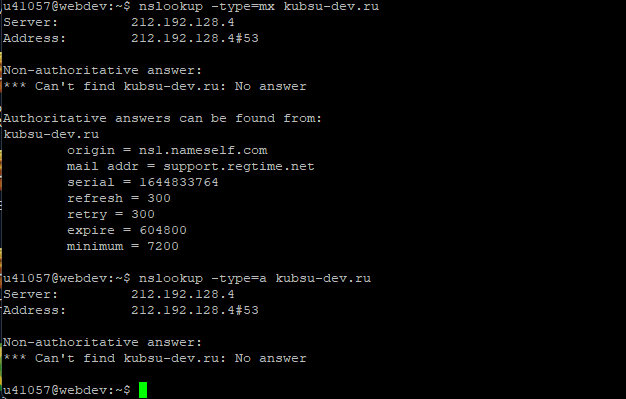 u41057@webdev:~$ nslookup -type=mx kubsu-dev.ru
Server:         212.192.128.4
Address:        212.192.128.4#53
Non-authoritative answer:
*** Can't find kubsu-dev.ru: No answer
Authoritative answers can be found from:
kubsu-dev.ru
        origin = ns1.nameself.com
        mail addr = support.regtime.net
        serial = 1644833764
        refresh = 300
        retry = 300
        expire = 604800
        minimum = 7200
u41057@webdev:~$ nslookup -type=a kubsu-dev.ru
Server:         212.192.128.4
Address:        212.192.128.4#53
Non-authoritative answer:
*** Can't find kubsu-dev.ru: No answer
u41057@webdev:~$